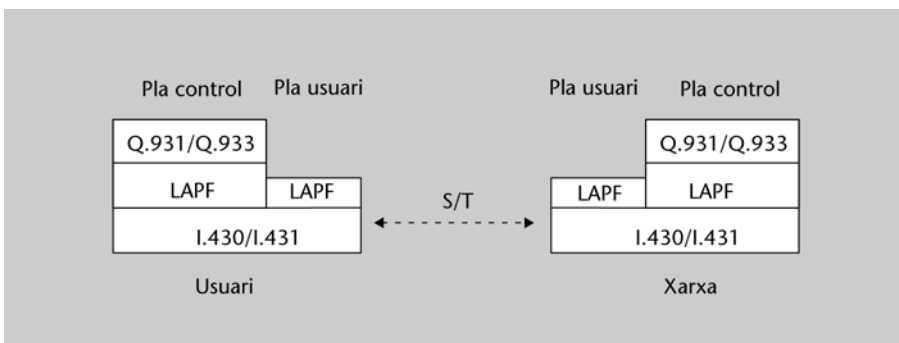 Pla control Pla usuari Pla usuari Pla control
Q.931/Q.933 Q.931/Q.933
LAPF LAPF S/T LAPF LAPF
I.430/I.431 I.430/I.431
Usuari Xarxa